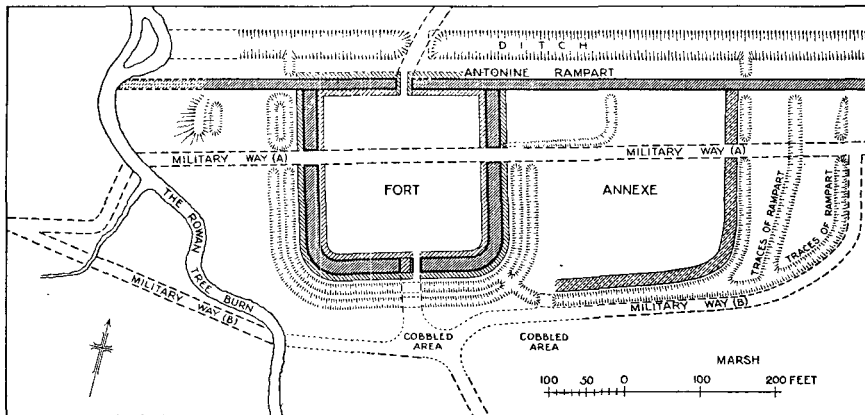 DITCH
ANTONINE RAMPART
MILITARY WAY (A)
MILITARY WAY (A)
FORT
ANNEXE
THE ROWAN TREE BURN
TRACES OF RAMPART
TRACES OF RAMPART
MILITARY WAY (B)
MILITARY WAY (B)
COBBLED AREA
COBBLED AREA
MARSH
100 50 0 100 200 FEET